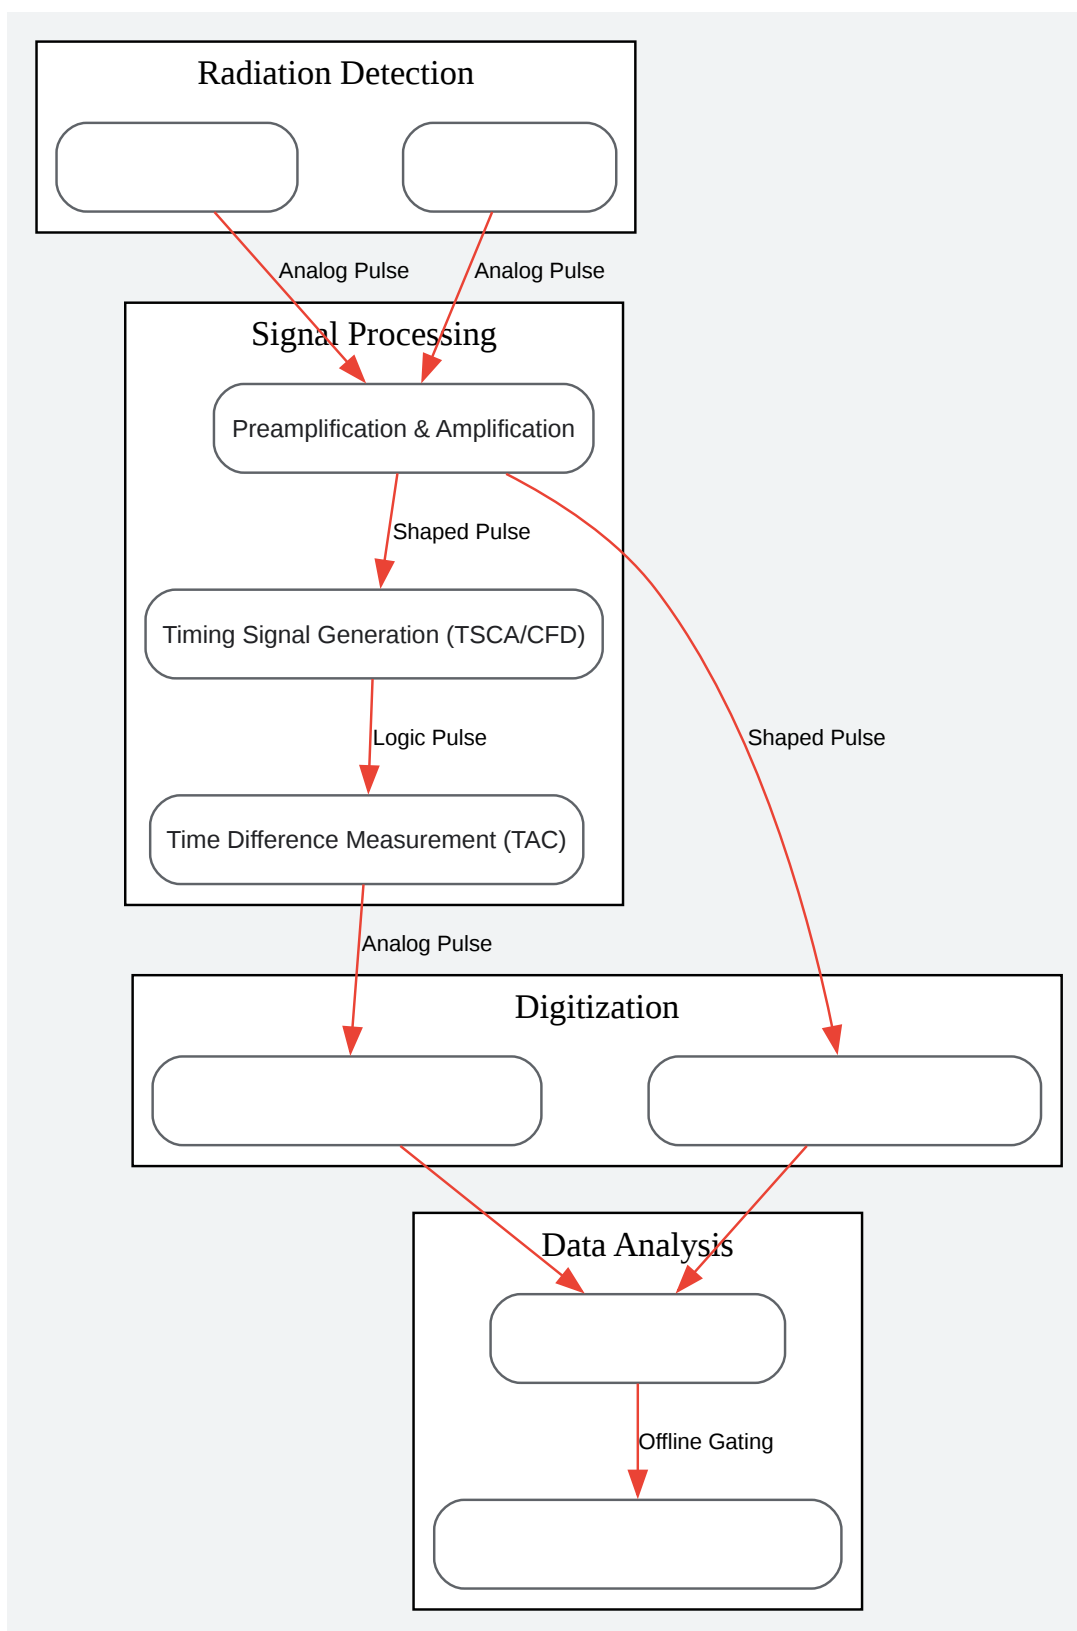 Radiation Detection
Analog Pulse
Analog Pulse
Signal Processing
Preamplification & Amplification
Shaped Pulse
Timing Signal Generation (TSCA/CFD)
Logic Pulse
Shaped Pulse
Time Difference Measurement (TAC)
Analog Pulse
Digitization
Data Analysis
Offline Gating